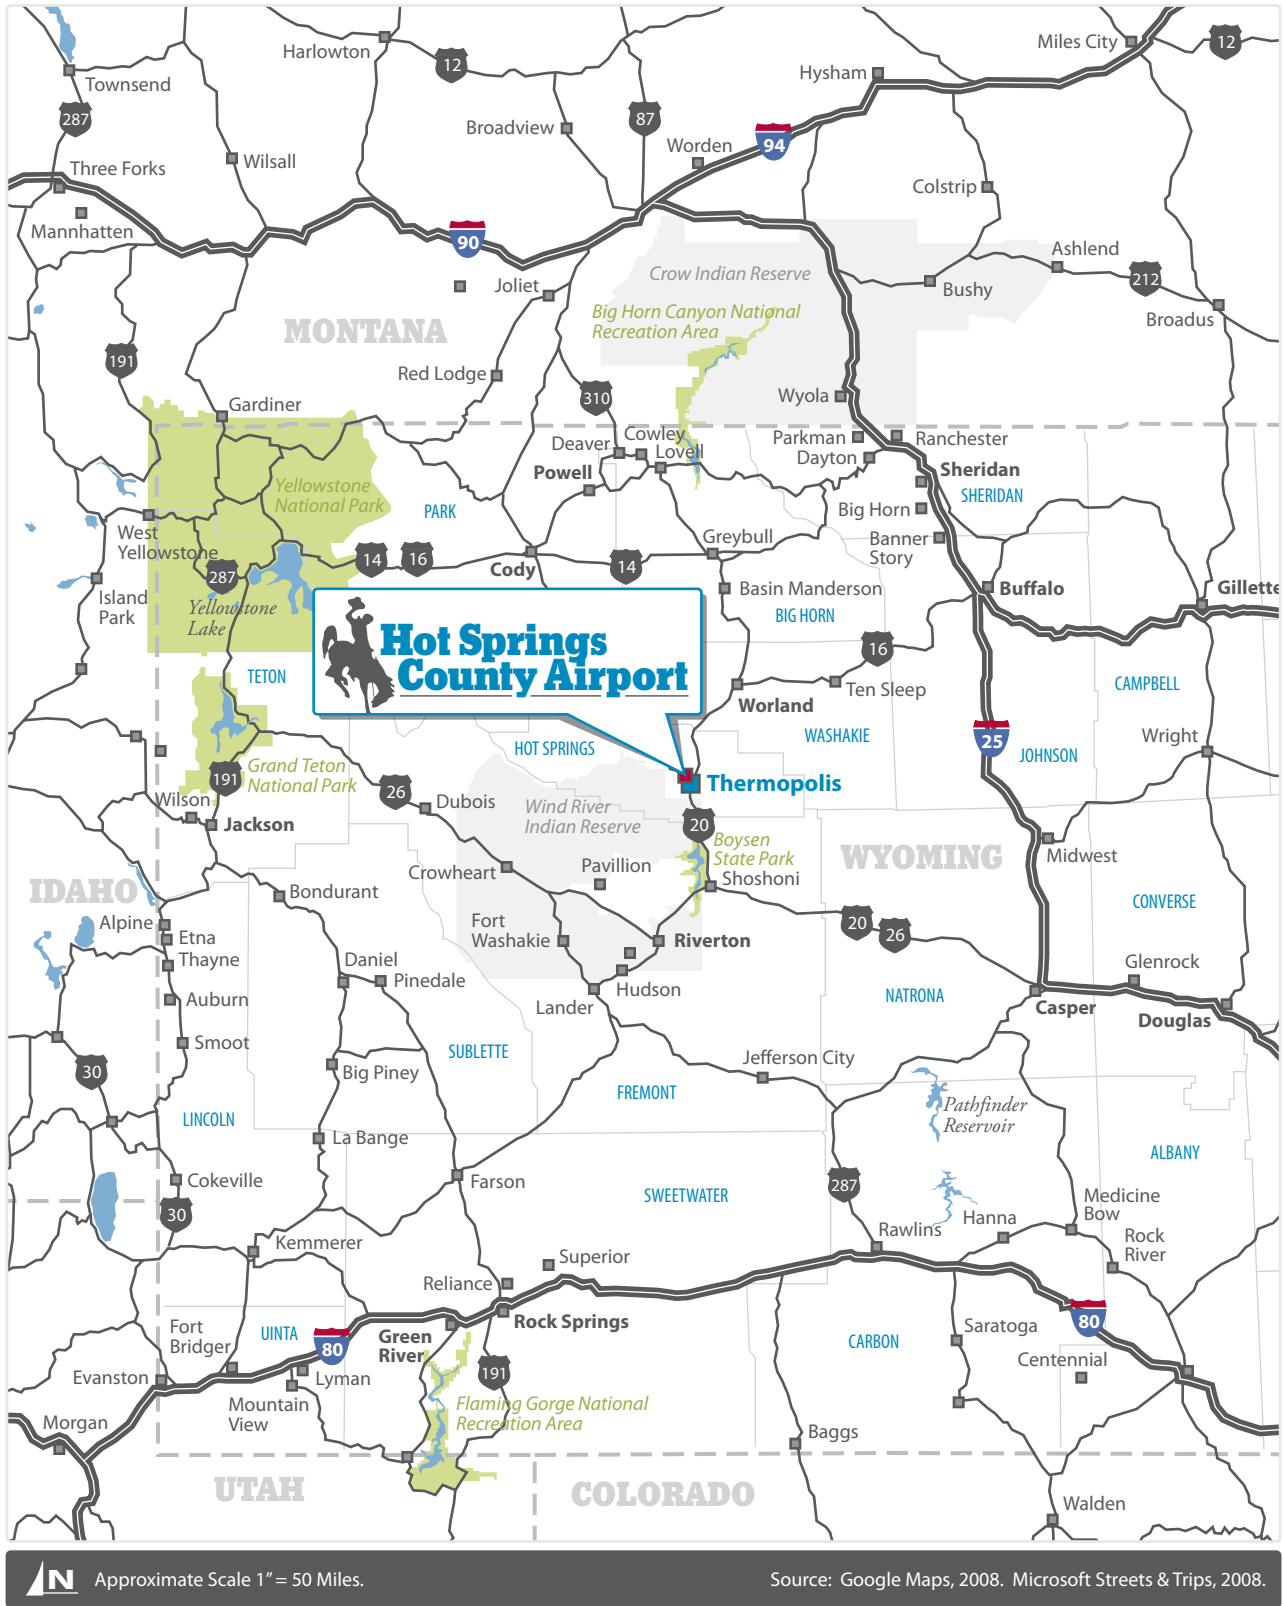 Harlowton
12
Miles City
12
Townsend
Hysham
287
Broadview
87
Worden
94
Three Forks
Wilsall
Colstrip
Mannhatten
90
Ashlend
Crow Indian Reserve
Joliet
Bushy
212
Big Horn Canyon National
Recreation Area
Broadus
MONTANA
191
Red Lodge
310
Wyola
Gardiner
Deaver
Cowley
Lovell
Parkman
Dayton
Ranchester
Powell
Sheridan
SHERIDAN
Yellowstone
National Park
PARK
Big Horn
West
Yellowstone
Greybull
Banner
Story
14
16
Cody
14
287
Island
Park
Yellowstone
Lake
Basin Manderson
BIG HORN
Buffalo
Gillette
Hot Springs
County Airport
16
TETON
Ten Sleep
CAMPBELL
Worland
HOT SPRINGS
WASHAKIE
25
JOHNSON
Wright
Grand Teton
National Park
191
26
Thermopolis
Wilson
Jackson
Dubois
Wind River
Indian Reserve
20
Boysen
State Park
WYOMING
Midwest
Crowheart
Pavillion
Shoshoni
IDAHO
Bondurant
CONVERSE
Alpine
Etna
Thayne
Fort
Washakie
Riverton
20
26
Daniel
Pinedale
Glenrock
Auburn
Lander
Hudson
NATRONA
Casper
Douglas
Smoot
SUBLETTE
Jefferson City
30
Big Piney
FREMONT
Pathfinder
Reservoir
LINCOLN
La Bange
ALBANY
Cokeville
Farson
SWEETWATER
287
30
Medicine
Bow
Hanna
Rawlins
Rock
River
Kemmerer
Superior
Reliance
Rock Springs
Fort
Bridger
UINTA
80
Green
River
CARBON
Saratoga
80
Centennial
Evanston
Lyman
191
Mountain
View
Flaming Gorge National
Recreation Area
Morgan
Baggs
UTAH
COLORADO
Walden
N
Approximate Scale 1” = 50 Miles.
Source: Google Maps, 2008. Microsoft Streets & Trips, 2008.